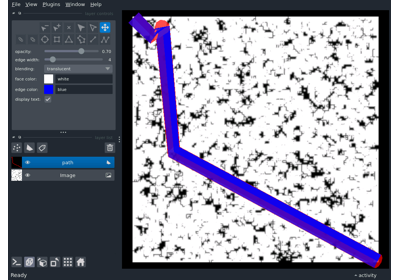 File View Plugins Window Help
opacity: 0.70
edge width: 4
blending: translucent
face color: white
edge color: blue
display text: ✓
path
Image
Ready
activity